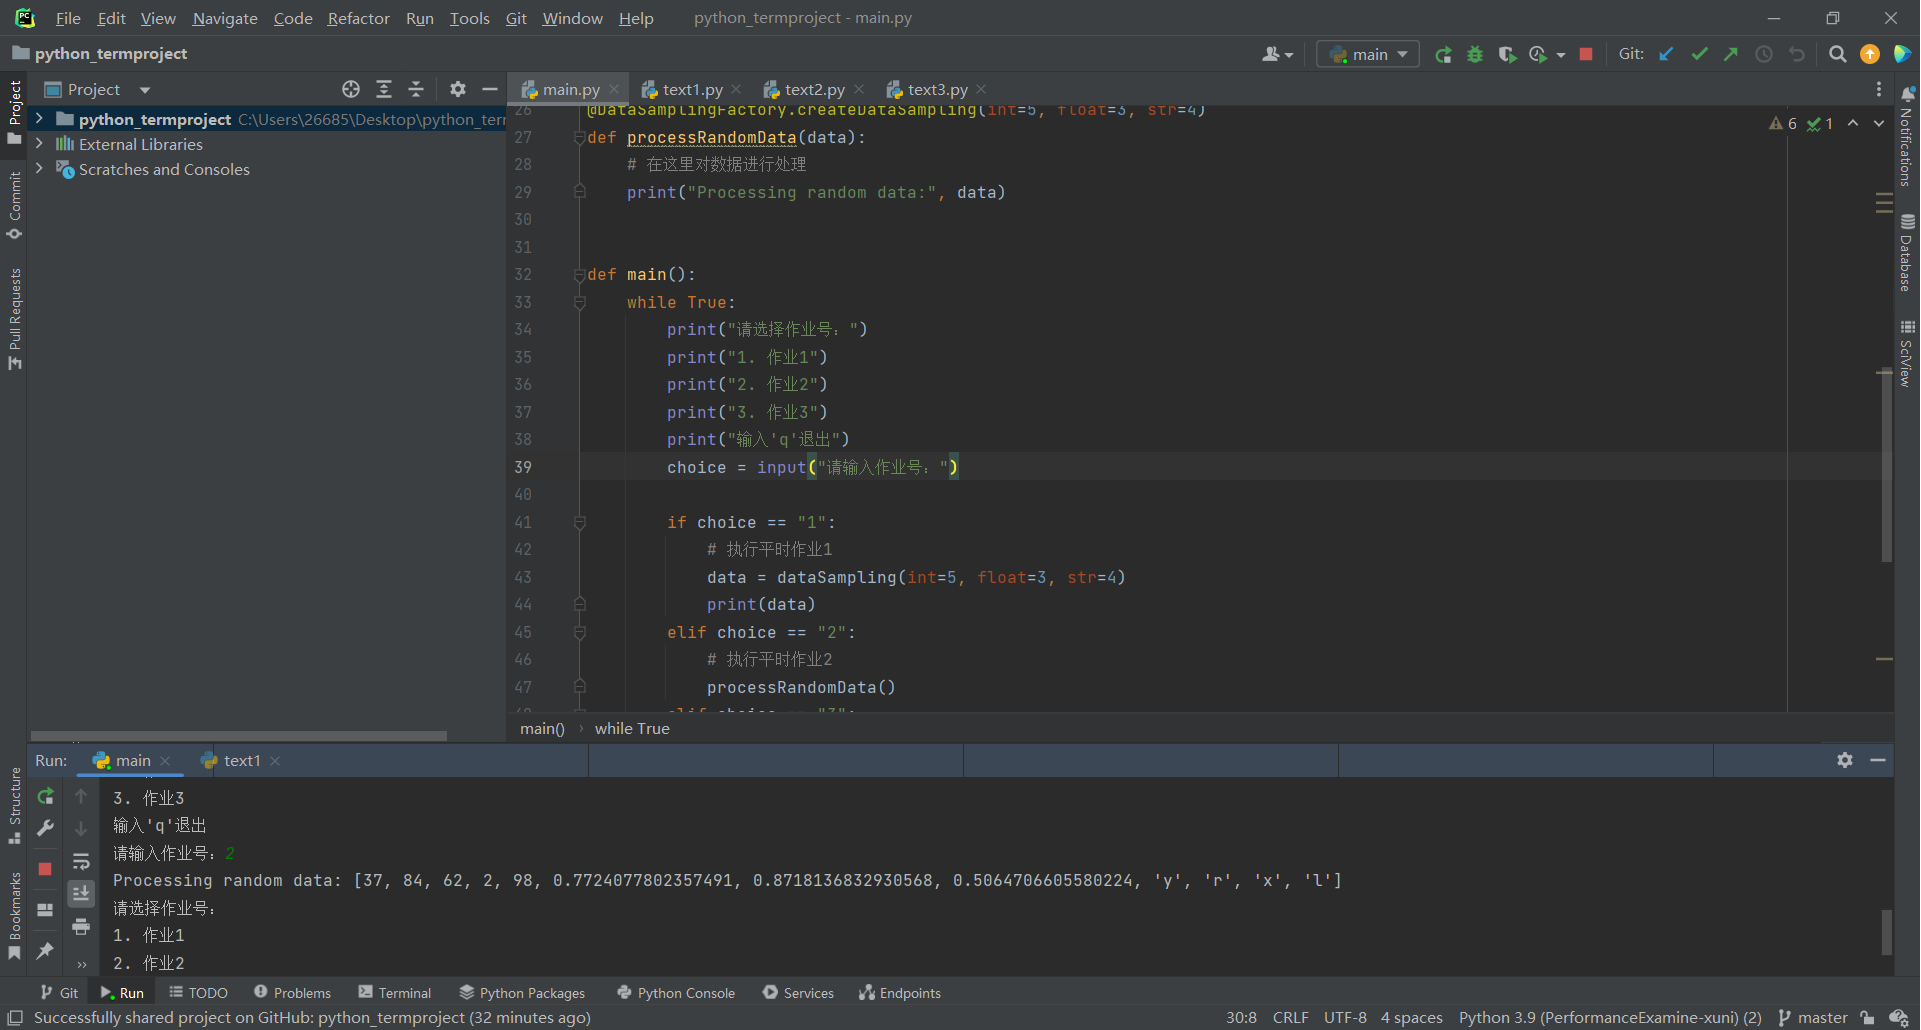 File Edit View Navigate Code Refactor Run Tools Git Window Help python_termproject - main.py
python_termproject main Git:
Project main.py text1.py text2.py text3.py
python_termproject C:\Users\26685\Desktop\python_terr
External Libraries
Scratches and Consoles
Project
Commit
Pull Requests
Structure
Bookmarks
26 @DataSamplingFactory.createDataSampling(int=5, float=3, str=4)
27 def processRandomData(data):
28 # 在这里对数据进行处理
29 print("Processing random data:", data)
30
31
32 def main():
33 while True:
34 print("请选择作业号：")
35 print("1. 作业1")
36 print("2. 作业2")
37 print("3. 作业3")
38 print("输入'q'退出")
39 choice = input("请输入作业号：")
40
41 if choice == "1":
42 # 执行平时作业1
43 data = dataSampling(int=5, float=3, str=4)
44 print(data)
45 elif choice == "2":
46 # 执行平时作业2
47 processRandomData()
48 elif choice == "3":
6 1
Notifications
Database
SciView
main() › while True
Run: main text1
3. 作业3
输入'q'退出
请输入作业号：2
Processing random data: [37, 84, 62, 2, 98, 0.7724077802357491, 0.8718136832930568, 0.5064706605580224, 'y', 'r', 'x', 'l']
请选择作业号：
1. 作业1
2. 作业2
Git Run TODO Problems Terminal Python Packages Python Console Services Endpoints
Successfully shared project on GitHub: python_termproject (32 minutes ago) 30:8 CRLF UTF-8 4 spaces Python 3.9 (PerformanceExamine-xuni) (2) master